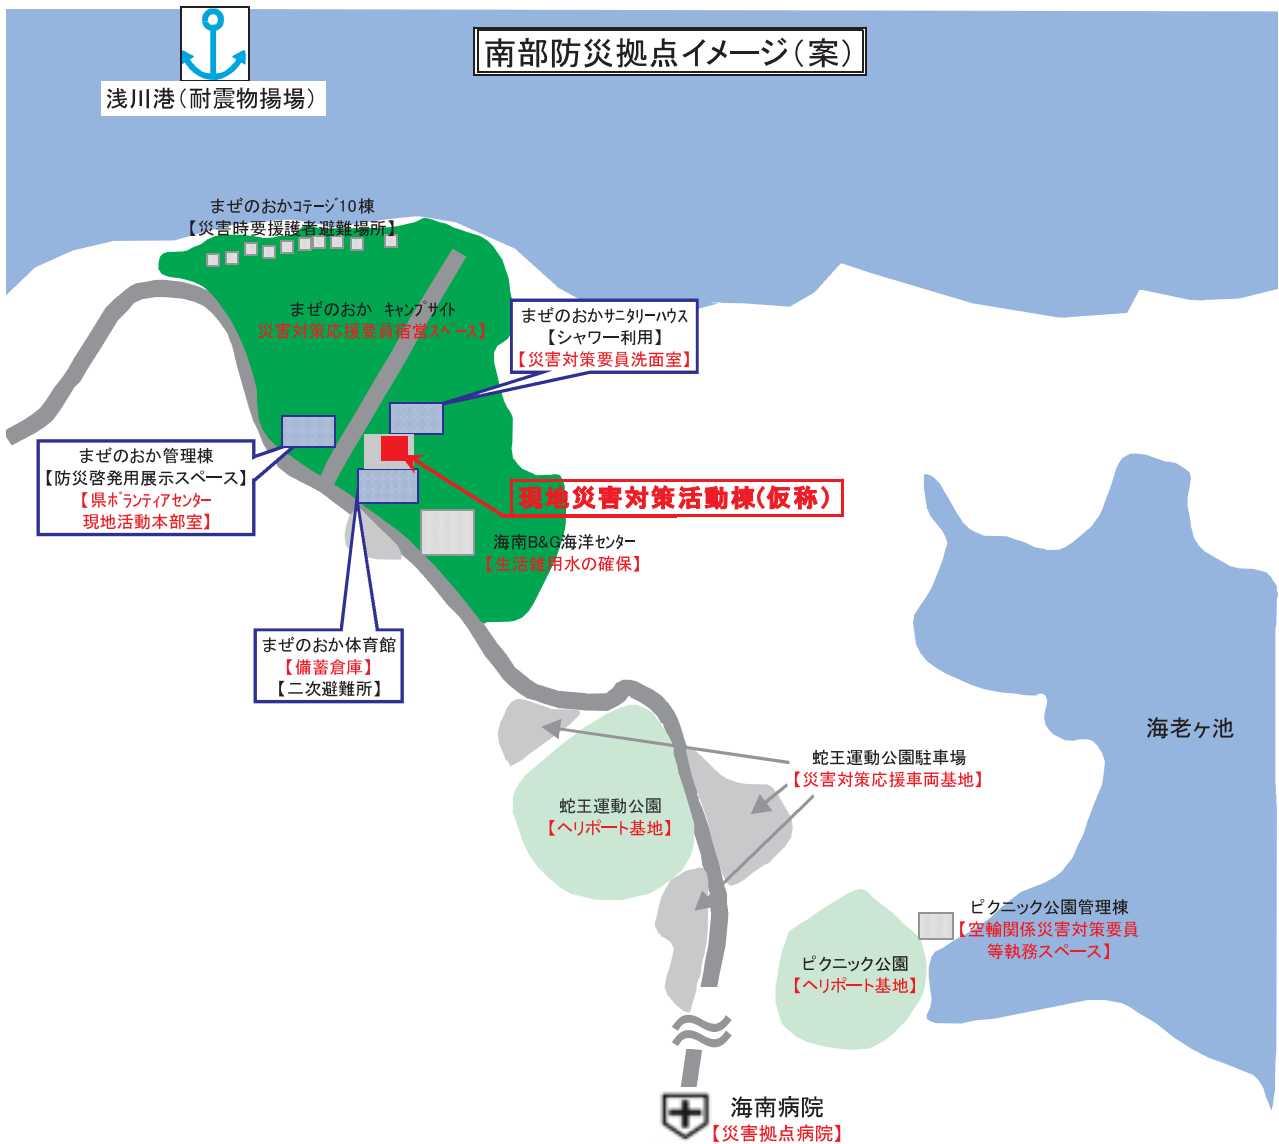 南部防災拠点イメージ（案）
浅川港（耐震物揚場）
まぜのおかｺﾃｰｼﾞ10棟
【災害時要援護者避難場所】
まぜのおか　ｷｬﾝﾌﾟｻｲﾄ
災害対策応援要員宿営スペース】
まぜのおかサニタリーハウス
【シャワー利用】
【災害対策要員洗面室】
まぜのおか管理棟
【防災啓発用展示スペース】
【県ﾎﾞランティアセンター
現地活動本部室】
現地災害対策活動棟(仮称）
海南B&G海洋センター
【生活雑用水の確保】
まぜのおか体育館
【備蓄倉庫】
【二次避難所】
海老ヶ池
蛇王運動公園駐車場
【災害対策応援車両基地】
蛇王運動公園
【ヘリポート基地】
ピクニック公園管理棟
【空輸関係災害対策要員
等執務スペース】
ピクニック公園
【ヘリポート基地】
海南病院
【災害拠点病院】